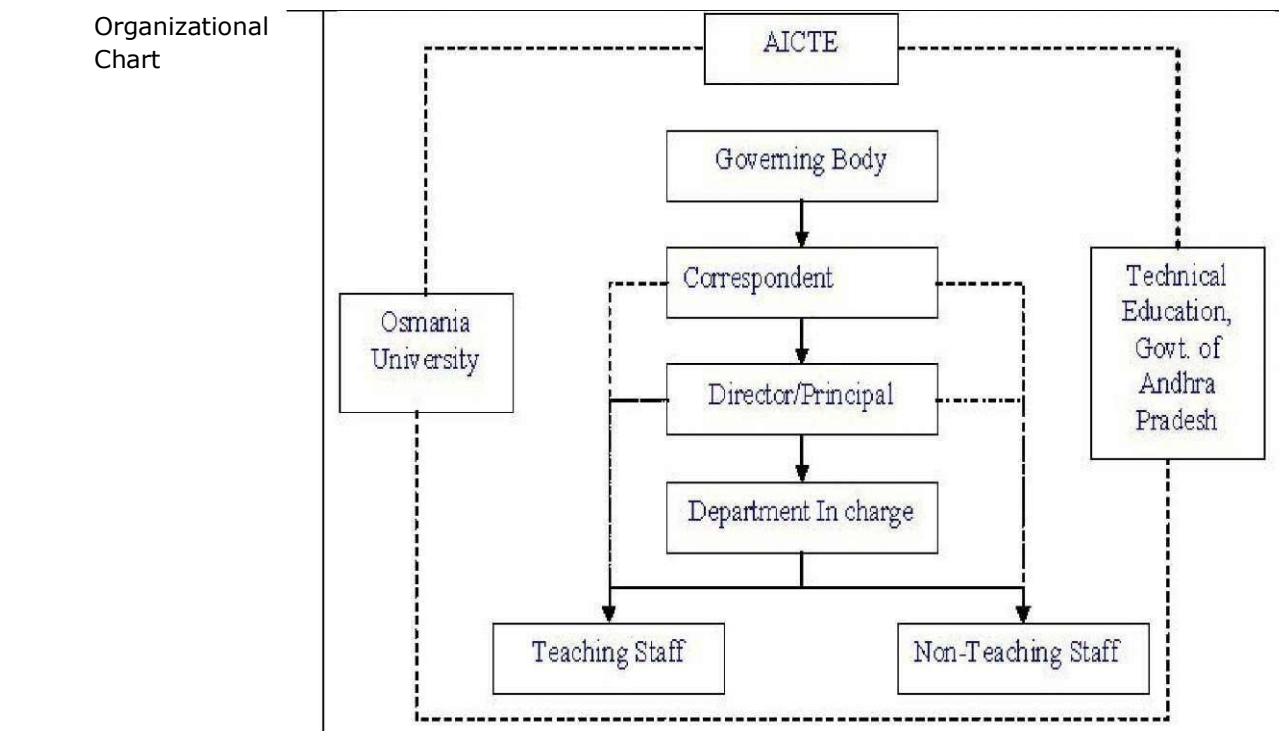 Organizational
Chart
AICTE
Governing Body
Correspondent
Osmania
University
Technical
Education,
Govt. of
Andhra
Pradesh
Director/Principal
Department In charge
Teaching Staff
Non-Teaching Staff